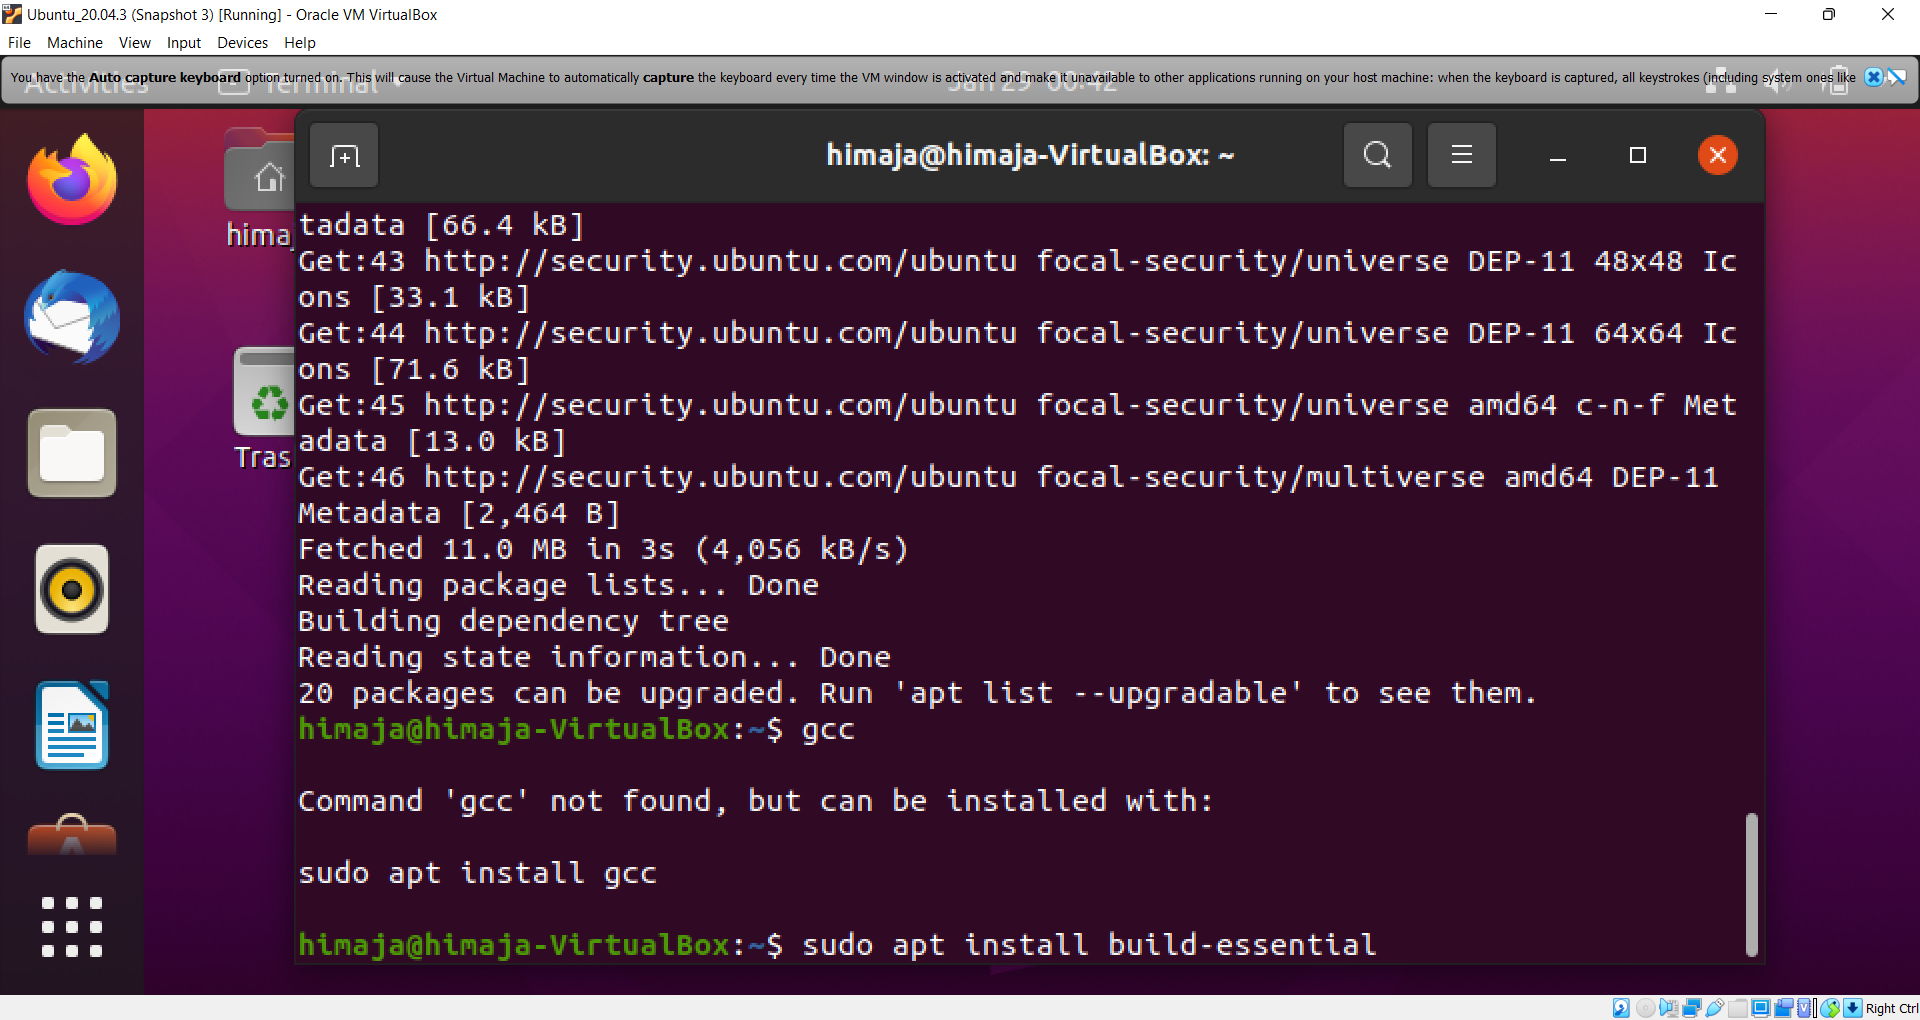 Ubuntu_20.04.3 (Snapshot 3) [Running] - Oracle VM VirtualBox
File Machine View Input Devices Help
You have the Auto capture keyboard option turned on. This will cause the Virtual Machine to automatically capture the keyboard every time the VM window is activated and make it unavailable to other applications running on your host machine: when the keyboard is captured, all keystrokes (including system ones like
Activities Terminal Jan 29 00:42
himaja@himaja-VirtualBox: ~
himaj
Tras
tadata [66.4 kB]
Get:43 http://security.ubuntu.com/ubuntu focal-security/universe DEP-11 48x48 Ic
ons [33.1 kB]
Get:44 http://security.ubuntu.com/ubuntu focal-security/universe DEP-11 64x64 Ic
ons [71.6 kB]
Get:45 http://security.ubuntu.com/ubuntu focal-security/universe amd64 c-n-f Met
adata [13.0 kB]
Get:46 http://security.ubuntu.com/ubuntu focal-security/multiverse amd64 DEP-11
Metadata [2,464 B]
Fetched 11.0 MB in 3s (4,056 kB/s)
Reading package lists... Done
Building dependency tree
Reading state information... Done
20 packages can be upgraded. Run 'apt list --upgradable' to see them.
himaja@himaja-VirtualBox:~$ gcc
Command 'gcc' not found, but can be installed with:
sudo apt install gcc
himaja@himaja-VirtualBox:~$ sudo apt install build-essential
Right Ctrl